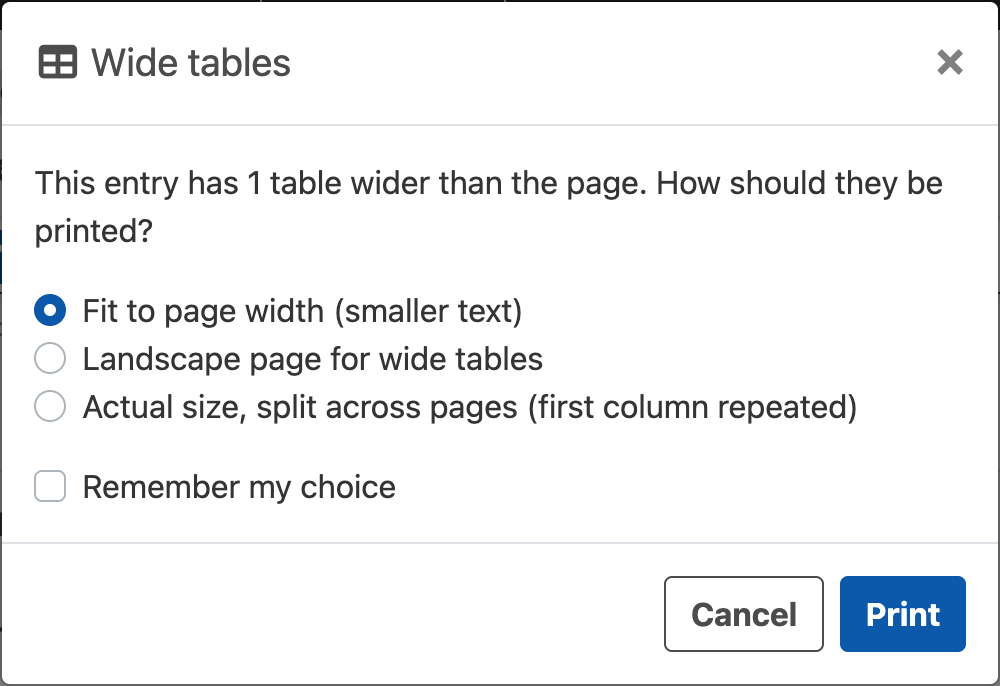 Wide tables
This entry has 1 table wider than the page. How should they be
printed?
Fit to page width (smaller text)
Landscape page for wide tables
Actual size, split across pages (first column repeated)
Remember my choice
Cancel
Print